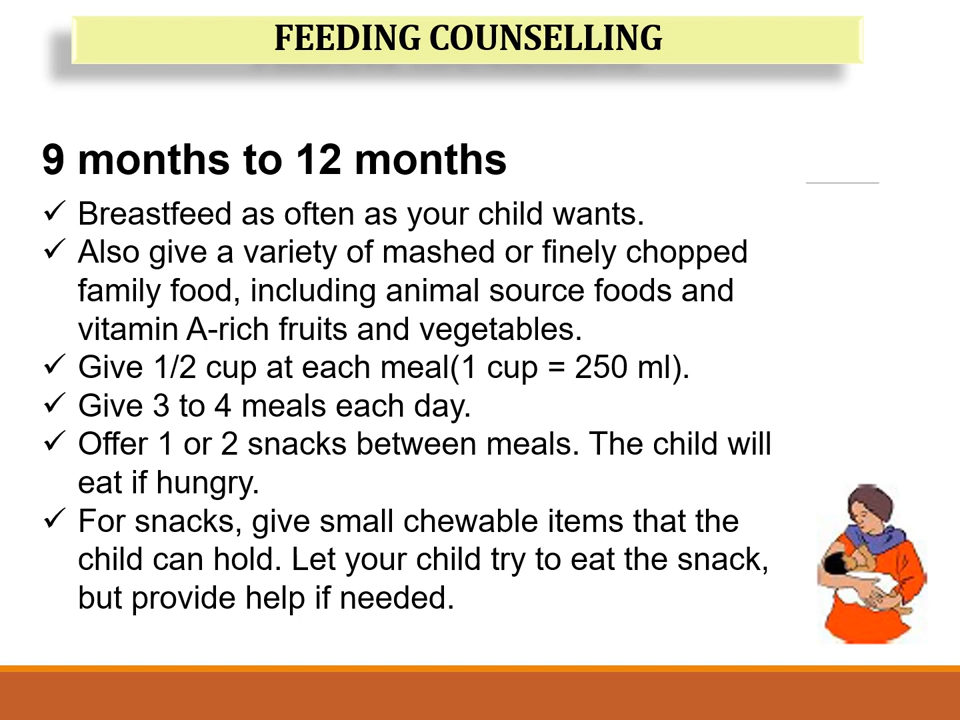 FEEDING COUNSELLING
9 months to 12 months
✓ Breastfeed as often as your child wants.
✓ Also give a variety of mashed or finely chopped
family food, including animal source foods and
vitamin A-rich fruits and vegetables.
✓ Give 1/2 cup at each meal(1 cup = 250 ml).
✓ Give 3 to 4 meals each day.
✓ Offer 1 or 2 snacks between meals. The child will
eat if hungry.
✓ For snacks, give small chewable items that the
child can hold. Let your child try to eat the snack,
but provide help if needed.